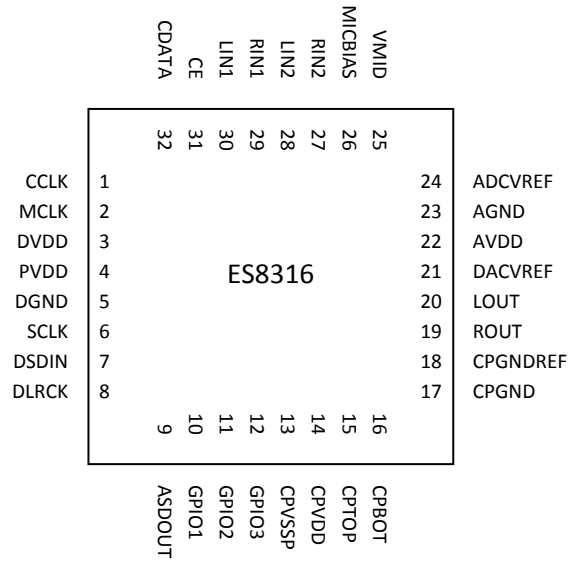 CDATA CE LIN1 RIN1 LIN2 RIN2 MICBIAS VMID
32 31 30 29 28 27 26 25
CCLK 1 24 ADCVREF
MCLK 2 23 AGND
DVDD 3 22 AVDD
PVDD 4 ES8316 21 DACVREF
DGND 5 20 LOUT
SCLK 6 19 ROUT
DSDIN 7 18 CPGNDREF
DLRCK 8 17 CPGND
9 10 11 12 13 14 15 16
ASDOUT GPIO1 GPIO2 GPIO3 CPVSSP CPVDD CPTOP CPBOT